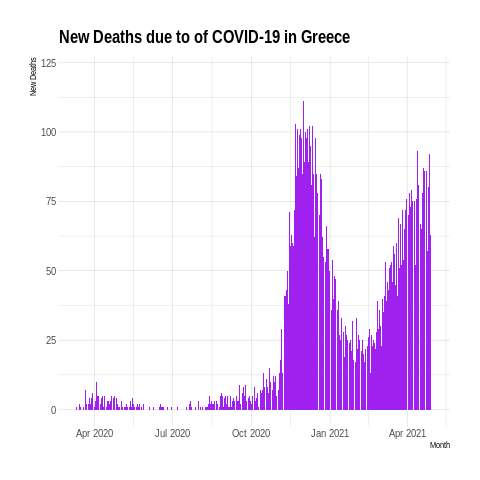 New Deaths due to of COVID-19 in Greece
New Deaths
125
100
75
50
25
0
Apr 2020 Jul 2020 Oct 2020 Jan 2021 Apr 2021
Month